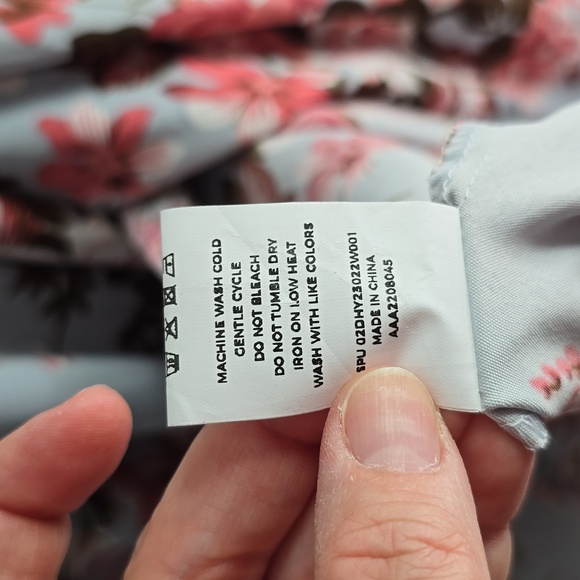 MACHINE WASH COLD
GENTLE CYCLE
DO NOT BLEACH
DO NOT TUMBLE DRY
IRON ON LOW HEAT
WASH WITH LIKE COLORS
SPU 02DHY23022W001
MADE IN CHINA
AAA2208045